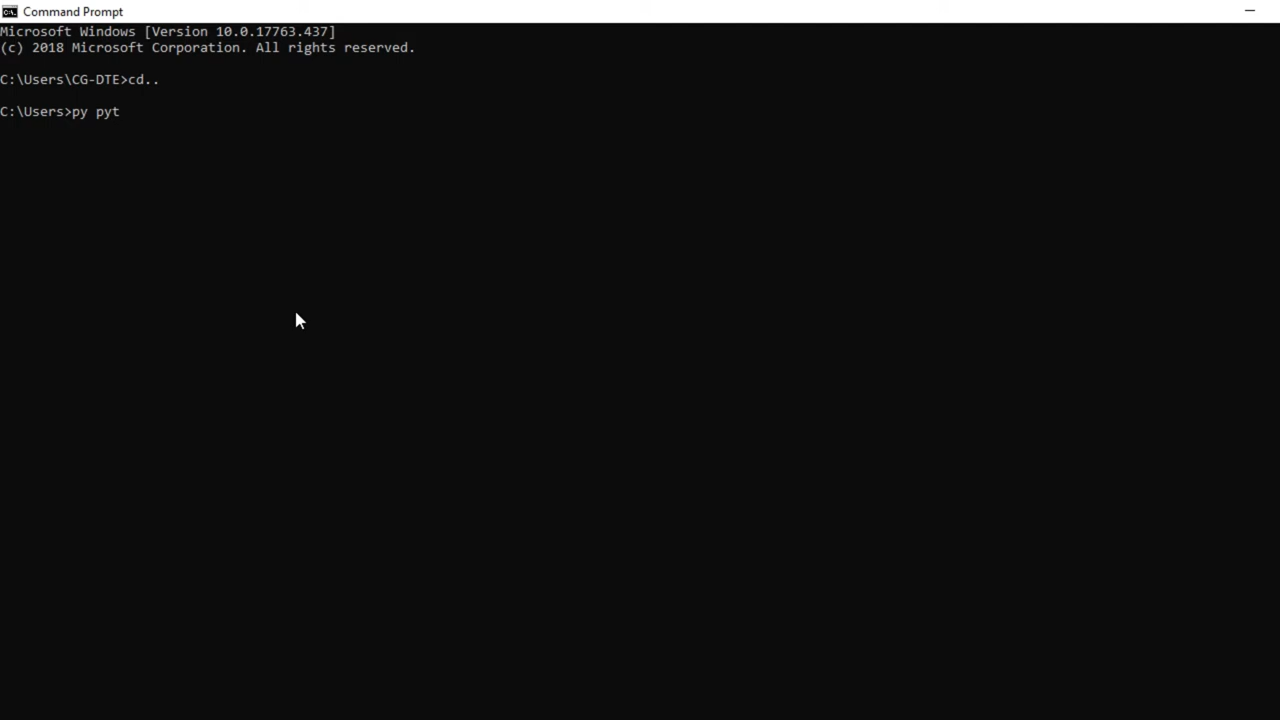 Command Prompt
Microsoft Windows [Version 10.0.17763.437]
(c) 2018 Microsoft Corporation. All rights reserved.
C:\Users\CG-DTE>cd..
C:\Users>py pyt